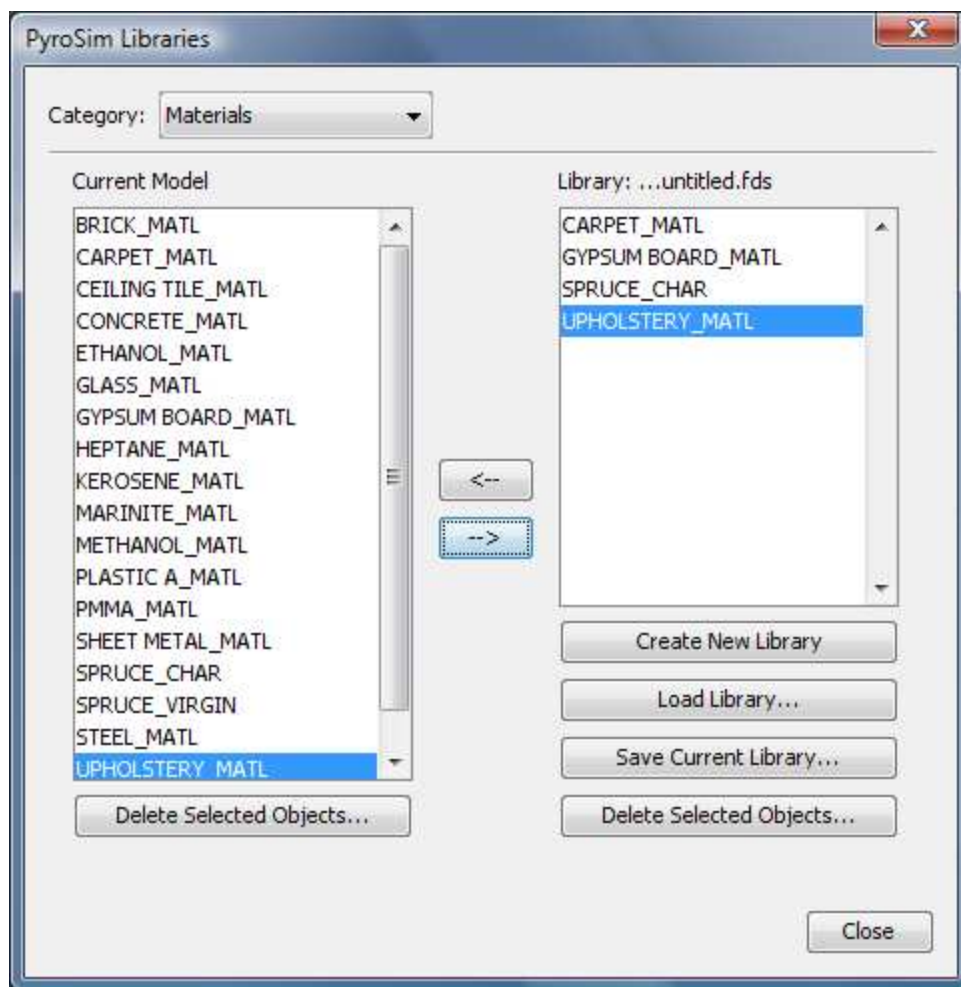 PyroSim Libraries
Category: Materials
Current Model
BRICK_MATL
CARPET_MATL
CEILING TILE_MATL
CONCRETE_MATL
ETHANOL_MATL
GLASS_MATL
GYPSUM BOARD_MATL
HEPTANE_MATL
KEROSENE_MATL
MARINITE_MATL
METHANOL_MATL
PLASTIC A_MATL
PMMA_MATL
SHEET METAL_MATL
SPRUCE_CHAR
SPRUCE_VIRGIN
STEEL_MATL
UPHOLSTERY_MATL
Delete Selected Objects...
<--
-->
Library: ...untitled.fds
CARPET_MATL
GYPSUM BOARD_MATL
SPRUCE_CHAR
UPHOLSTERY_MATL
Create New Library
Load Library...
Save Current Library...
Delete Selected Objects...
Close